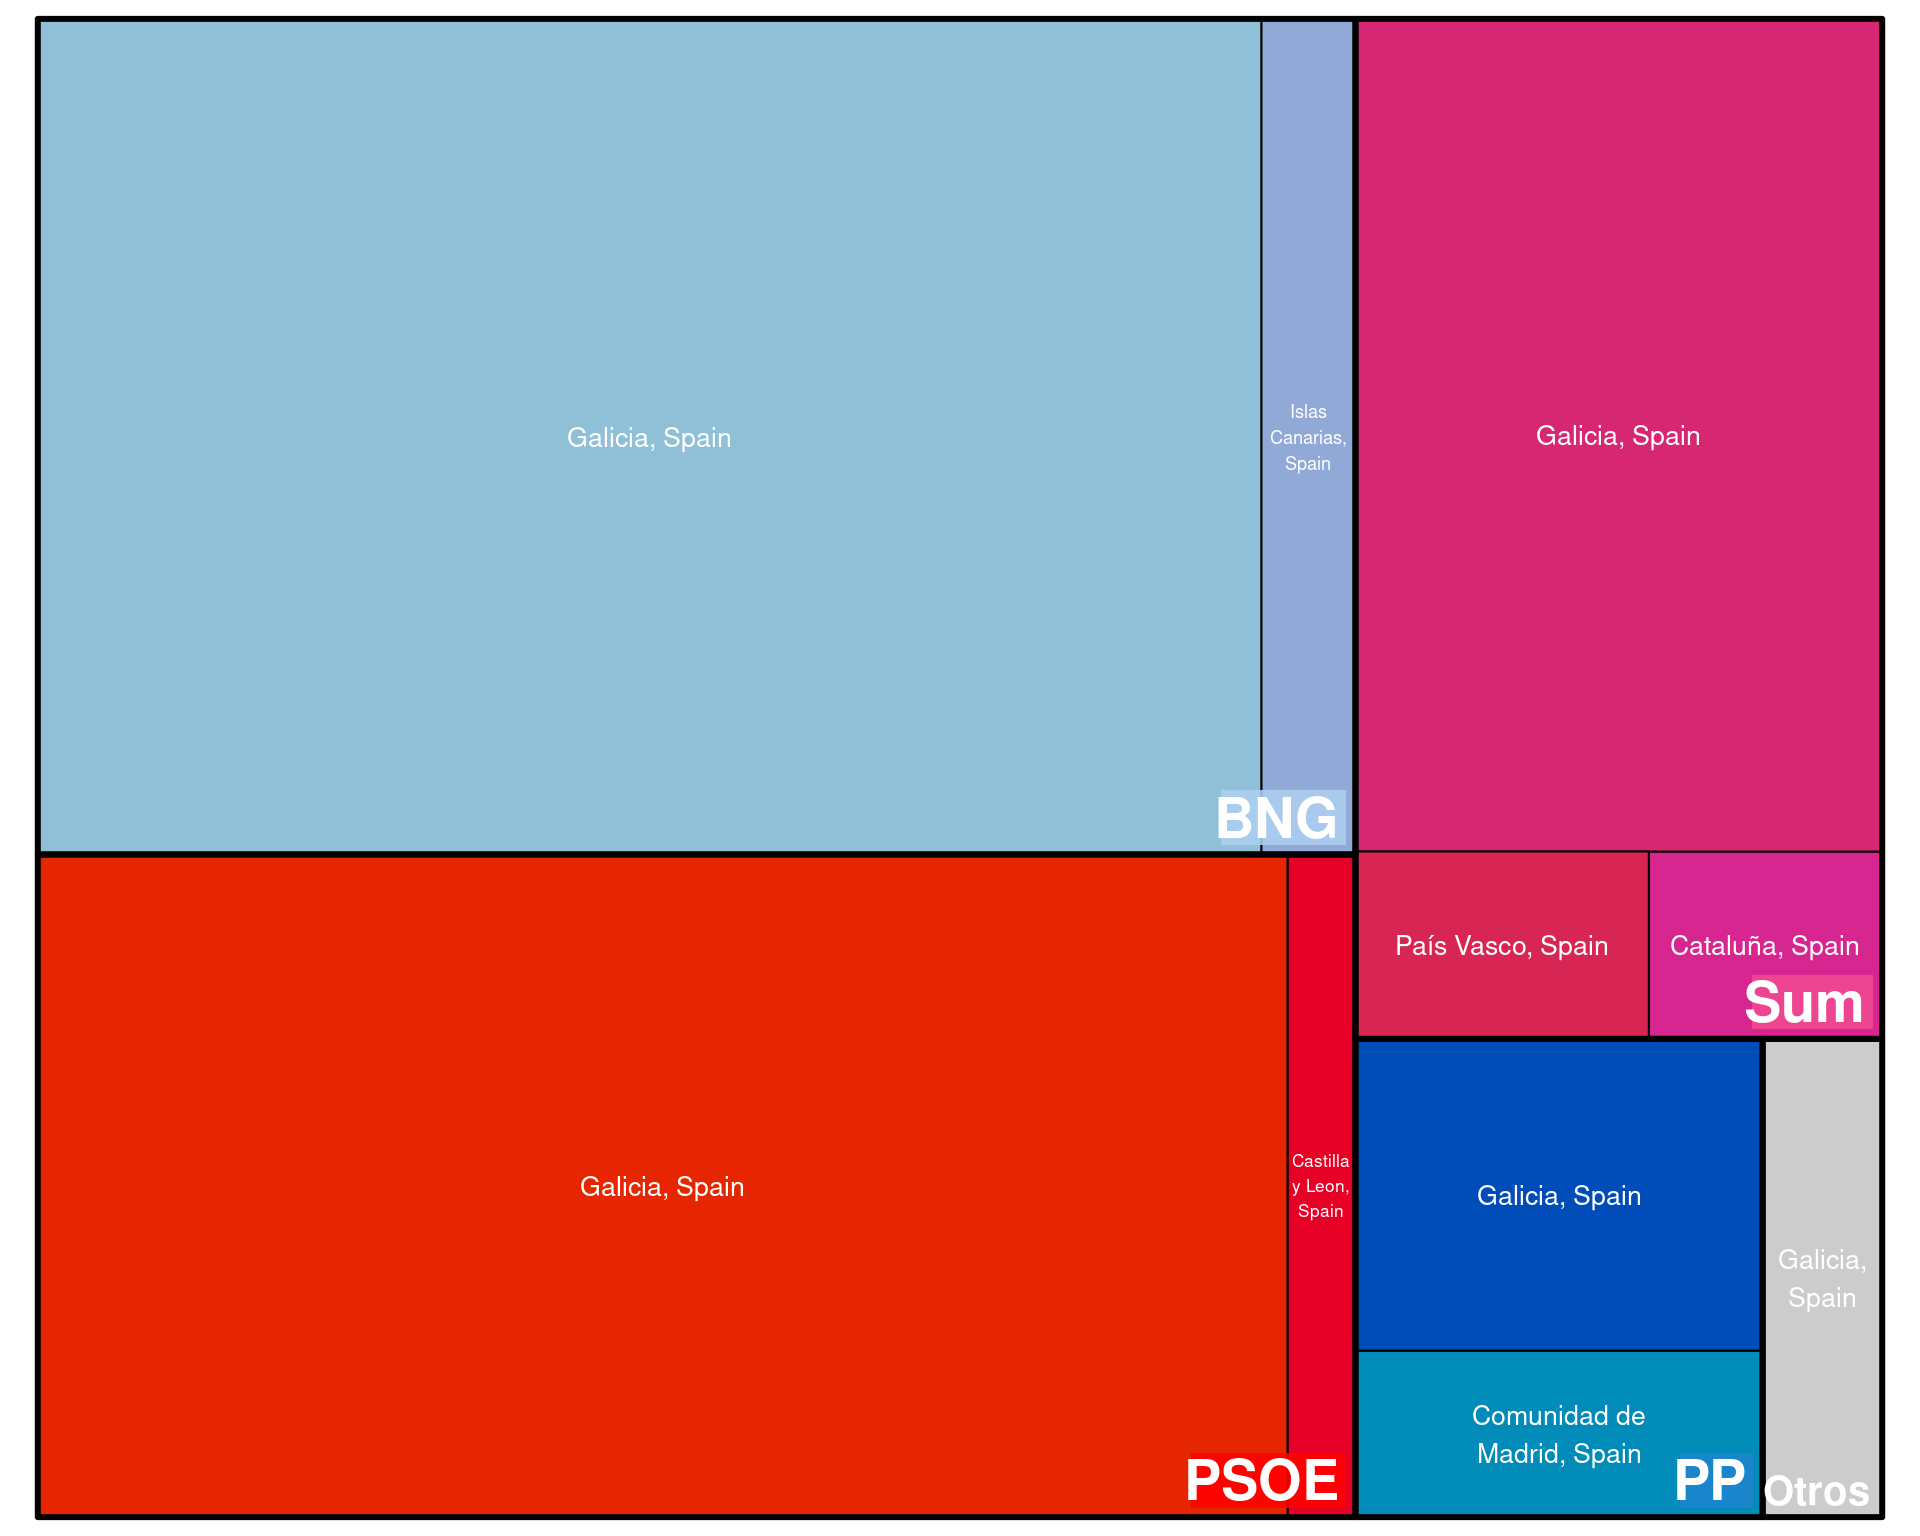 Galicia, Spain
Islas
Canarias,
Spain
BNG
Galicia, Spain
Castilla
y Leon,
Spain
PSOE
Galicia, Spain
País Vasco, Spain
Cataluña, Spain
Sum
Galicia, Spain
Comunidad de
Madrid, Spain
PP
Galicia,
Spain
Otros